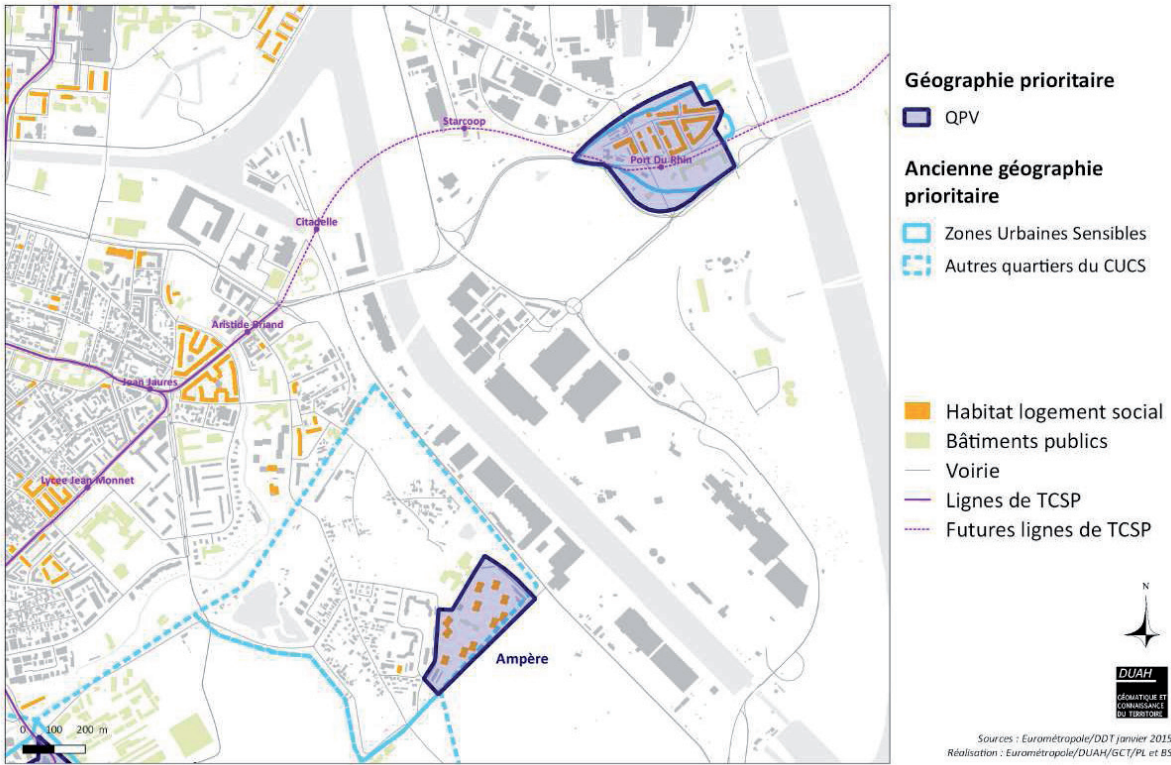 Starcoop
Port Du Rhin
Citadelle
Aristide Briand
Jean Jaurès
Lycée Jean Monnet
Ampère
0 100 200 m
Géographie prioritaire
QPV
Ancienne géographie
prioritaire
Zones Urbaines Sensibles
Autres quartiers du CUCS
Habitat logement social
Bâtiments publics
Voirie
Lignes de TCSP
Futures lignes de TCSP
N
DUAH
GÉOMATIQUE ET
CONNAISSANCE
DU TERRITOIRE
Sources : Eurométropole/DDT janvier 2015
Réalisation : Eurométropole/DUAH/GCT/PL et BS